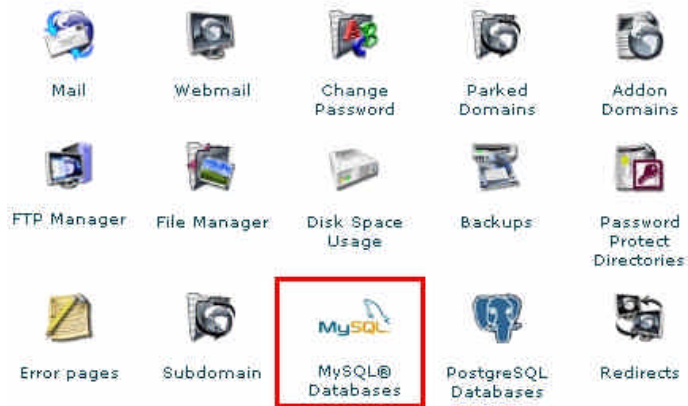 Mail
Webmail
Change
Password
Parked
Domains
Addon
Domains
FTP Manager
File Manager
Disk Space
Usage
Backups
Password
Protect
Directories
MySQL
Error pages
Subdomain
MySQL®
Databases
PostgreSQL
Databases
Redirects